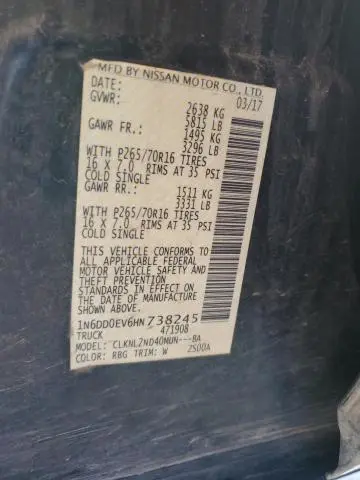 MFD BY NISSAN MOTOR CO., LTD.
DATE: 03/17
GVWR: 2638 KG
5815 LB
GAWR FR.: 1495 KG
3296 LB
WITH P265/70R16 TIRES
16 X 7.0 RIMS AT 35 PSI
COLD SINGLE
GAWR RR.: 1511 KG
3331 LB
WITH P265/70R16 TIRES
16 X 7.0 RIMS AT 35 PSI
COLD SINGLE
THIS VEHICLE CONFORMS TO
ALL APPLICABLE FEDERAL
MOTOR VEHICLE SAFETY AND
THEFT PREVENTION
STANDARDS IN EFFECT ON THE
DATE OF MANUFACTURE
1N6DD0EV6HN738245
TRUCK 471908
MODEL: CLKNL2ND40MUN---BA
COLOR: RBG TRIM: W ZS00A